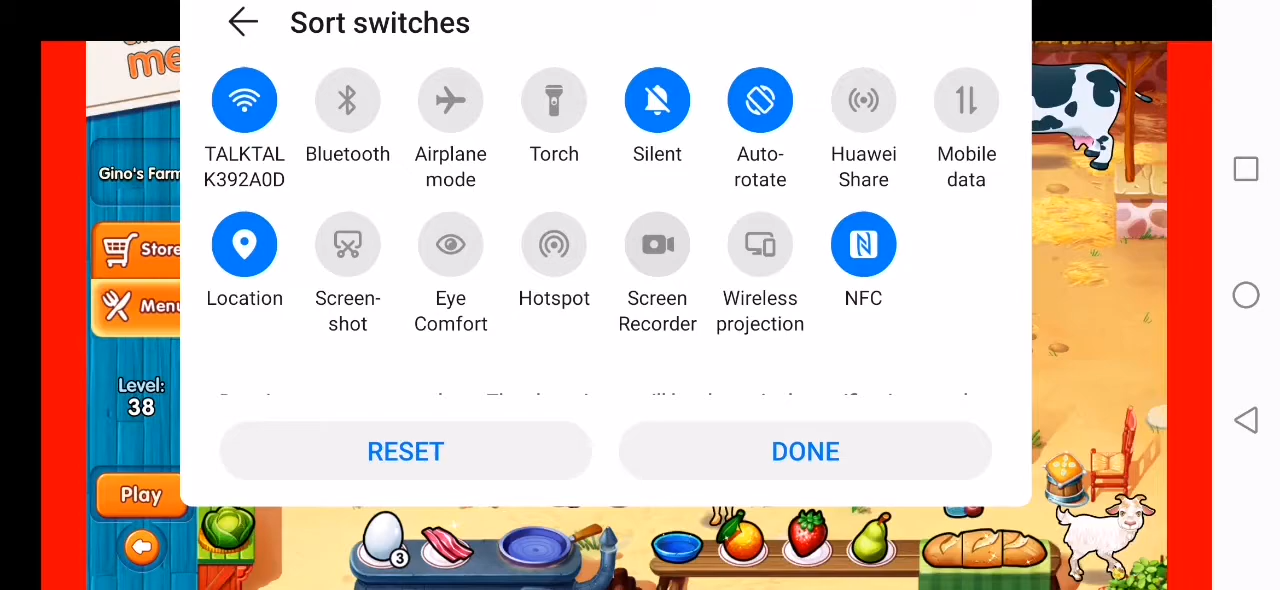 Sort switches
TALKTAL
K392A0D
Bluetooth
Airplane
mode
Torch
Silent
Auto-
rotate
Huawei
Share
Mobile
data
Location
Screen-
shot
Eye
Comfort
Hotspot
Screen
Recorder
Wireless
projection
NFC
RESET
DONE
me
Gino's Farm
Store
Menu
Level:
38
Play
3